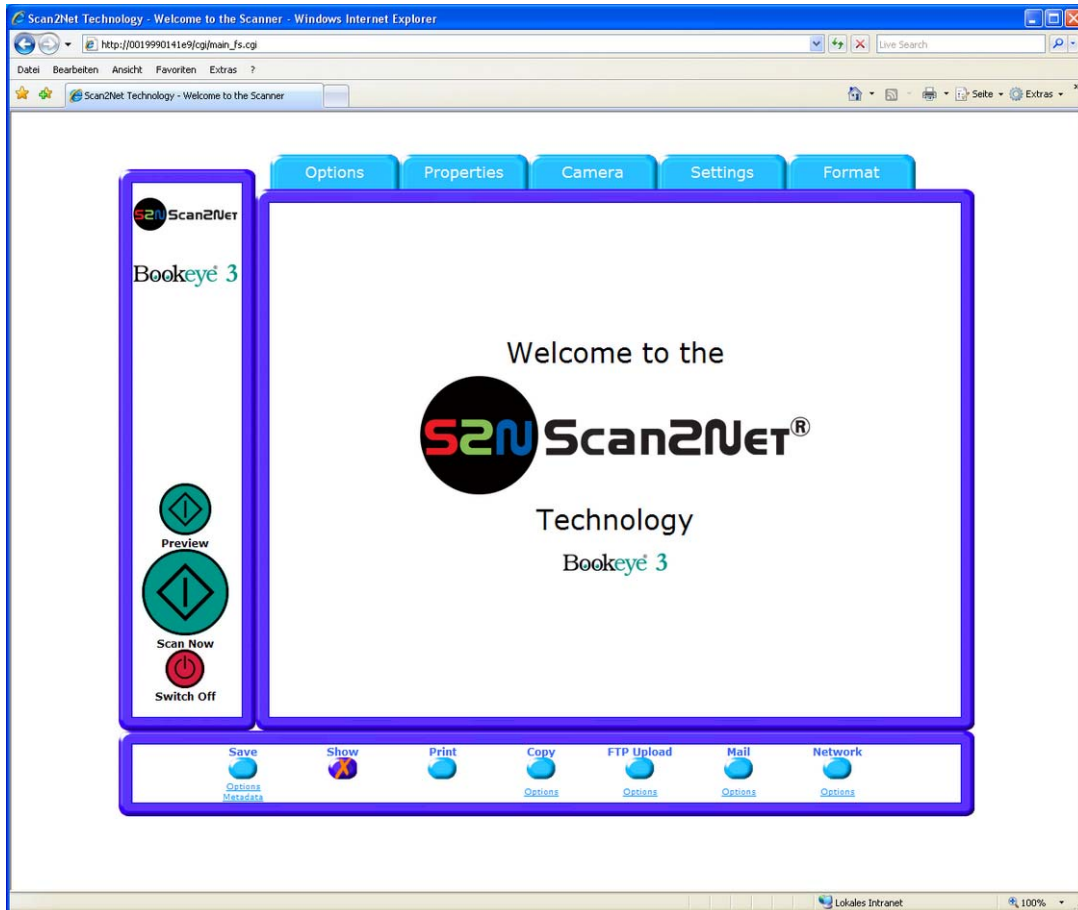 Scan2Net Technology - Welcome to the Scanner - Windows Internet Explorer
http://0019990141e9/cgi/main_fs.cgi
Live Search
Datei Bearbeiten Ansicht Favoriten Extras ?
Scan2Net Technology - Welcome to the Scanner
Seite Extras
Options Properties Camera Settings Format
S2N Scan2Net
Bookeye® 3
Welcome to the
S2N Scan2Net®
Technology
Bookeye® 3
Preview
Scan Now
Switch Off
Save Show Print Copy FTP Upload Mail Network
Options Options Options Options Options
Metadata
Lokales Intranet 100%